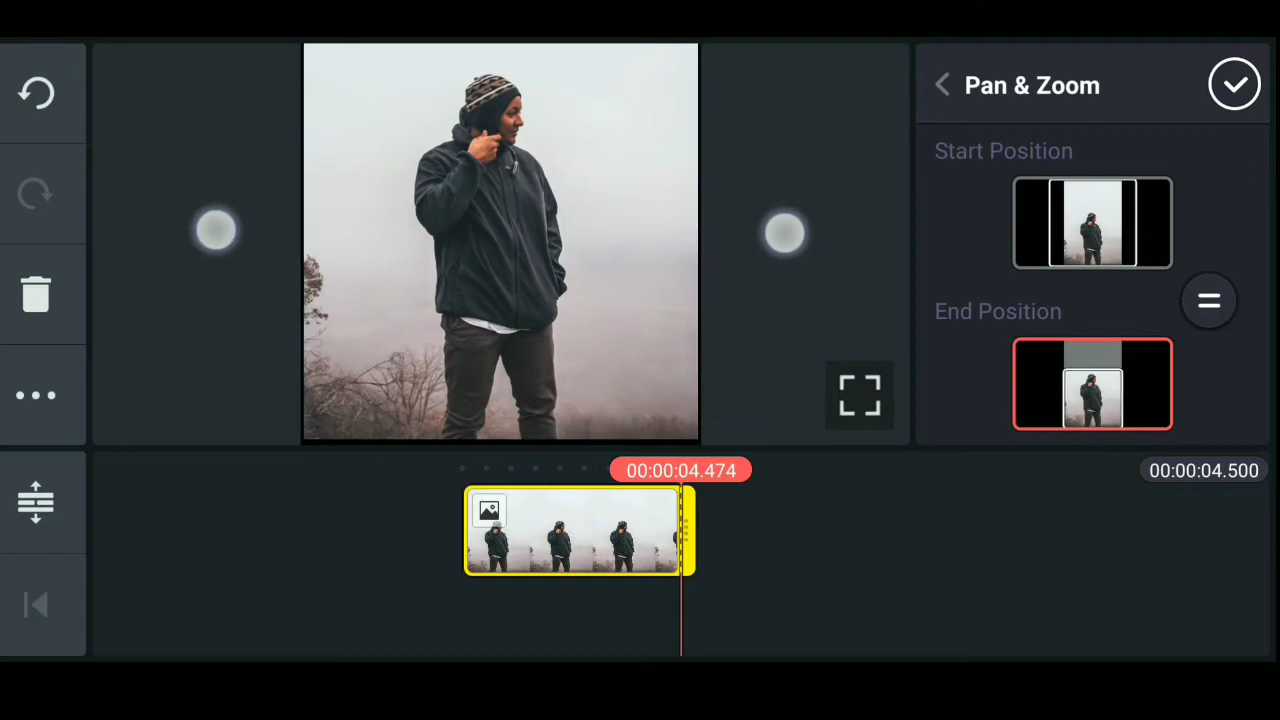 Pan & Zoom
Start Position
End Position
00:00:04.474
00:00:04.500